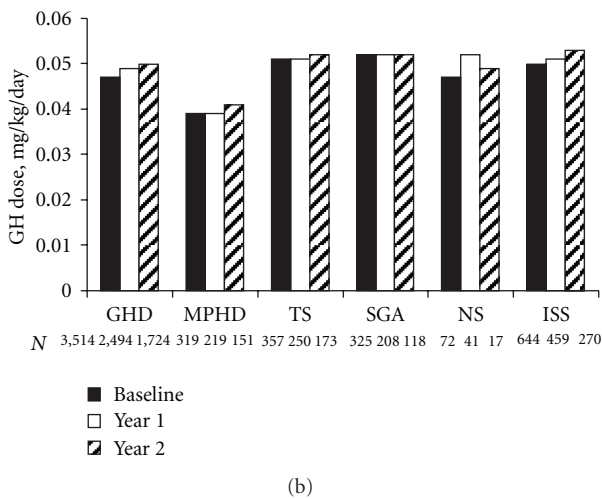 0.06
0.05
0.04
0.03
0.02
0.01
0
GH dose, mg/kg/day
GHD MPHD TS SGA NS ISS
N 3,514 2,494 1,724 319 219 151 357 250 173 325 208 118 72 41 17 644 459 270
Baseline
Year 1
Year 2
(b)